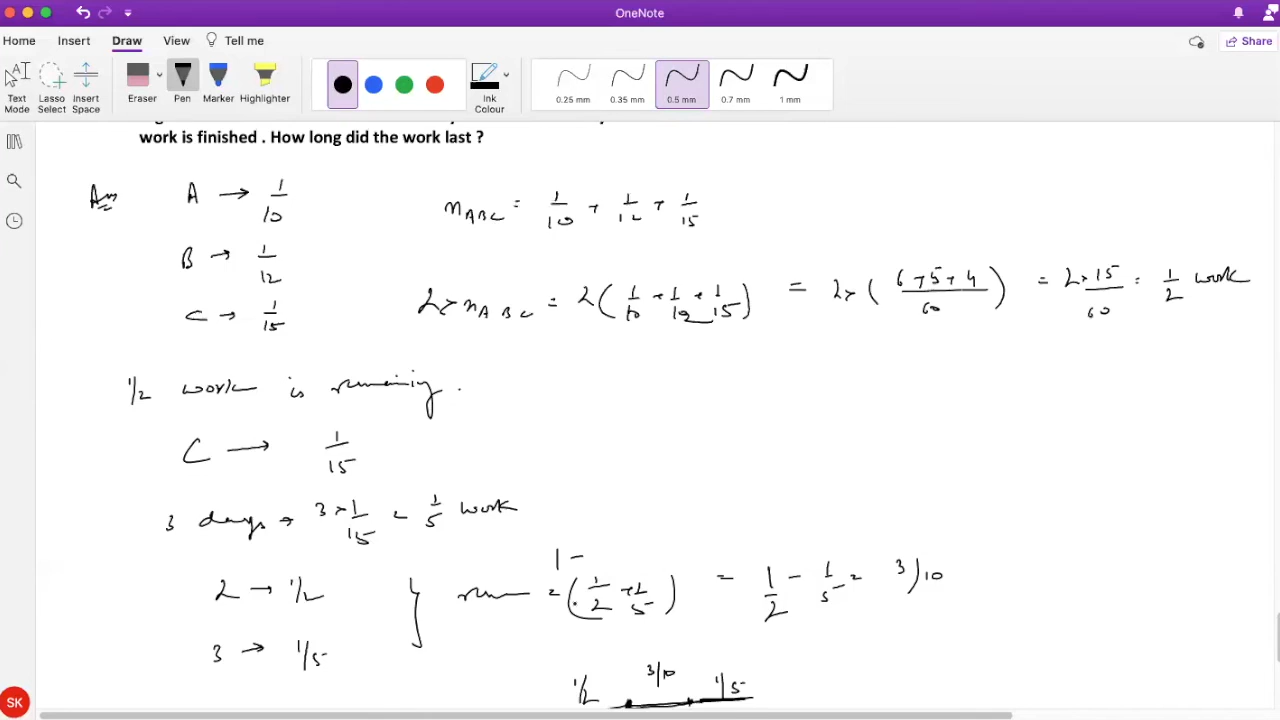 OneNote
Home Insert Draw View Tell me
Share
Text Mode
Lasso Select
Insert Space
Eraser
Pen
Marker
Highlighter
Ink Colour
0.25 mm
0.35 mm
0.5 mm
0.7 mm
1 mm
work is finished . How long did the work last ?
Ans A → 1/10
n ABC = 1/10 + 1/12 + 1/15
B → 1/12
2 × n ABC = 2(1/10 + 1/12 + 1/15) = 2 × (6+5+4/60) = 2×15/60 = 1/2 work
C → 1/15
1/2 work is remaining .
C → 1/15
3 days → 3 × 1/15 = 1/5 work
1 -
2 → 1/2 } = (1/2 + 1/5) = 1/2 - 1/5 = 3/10
3 → 1/5
1/2 3/10 1/5
SK